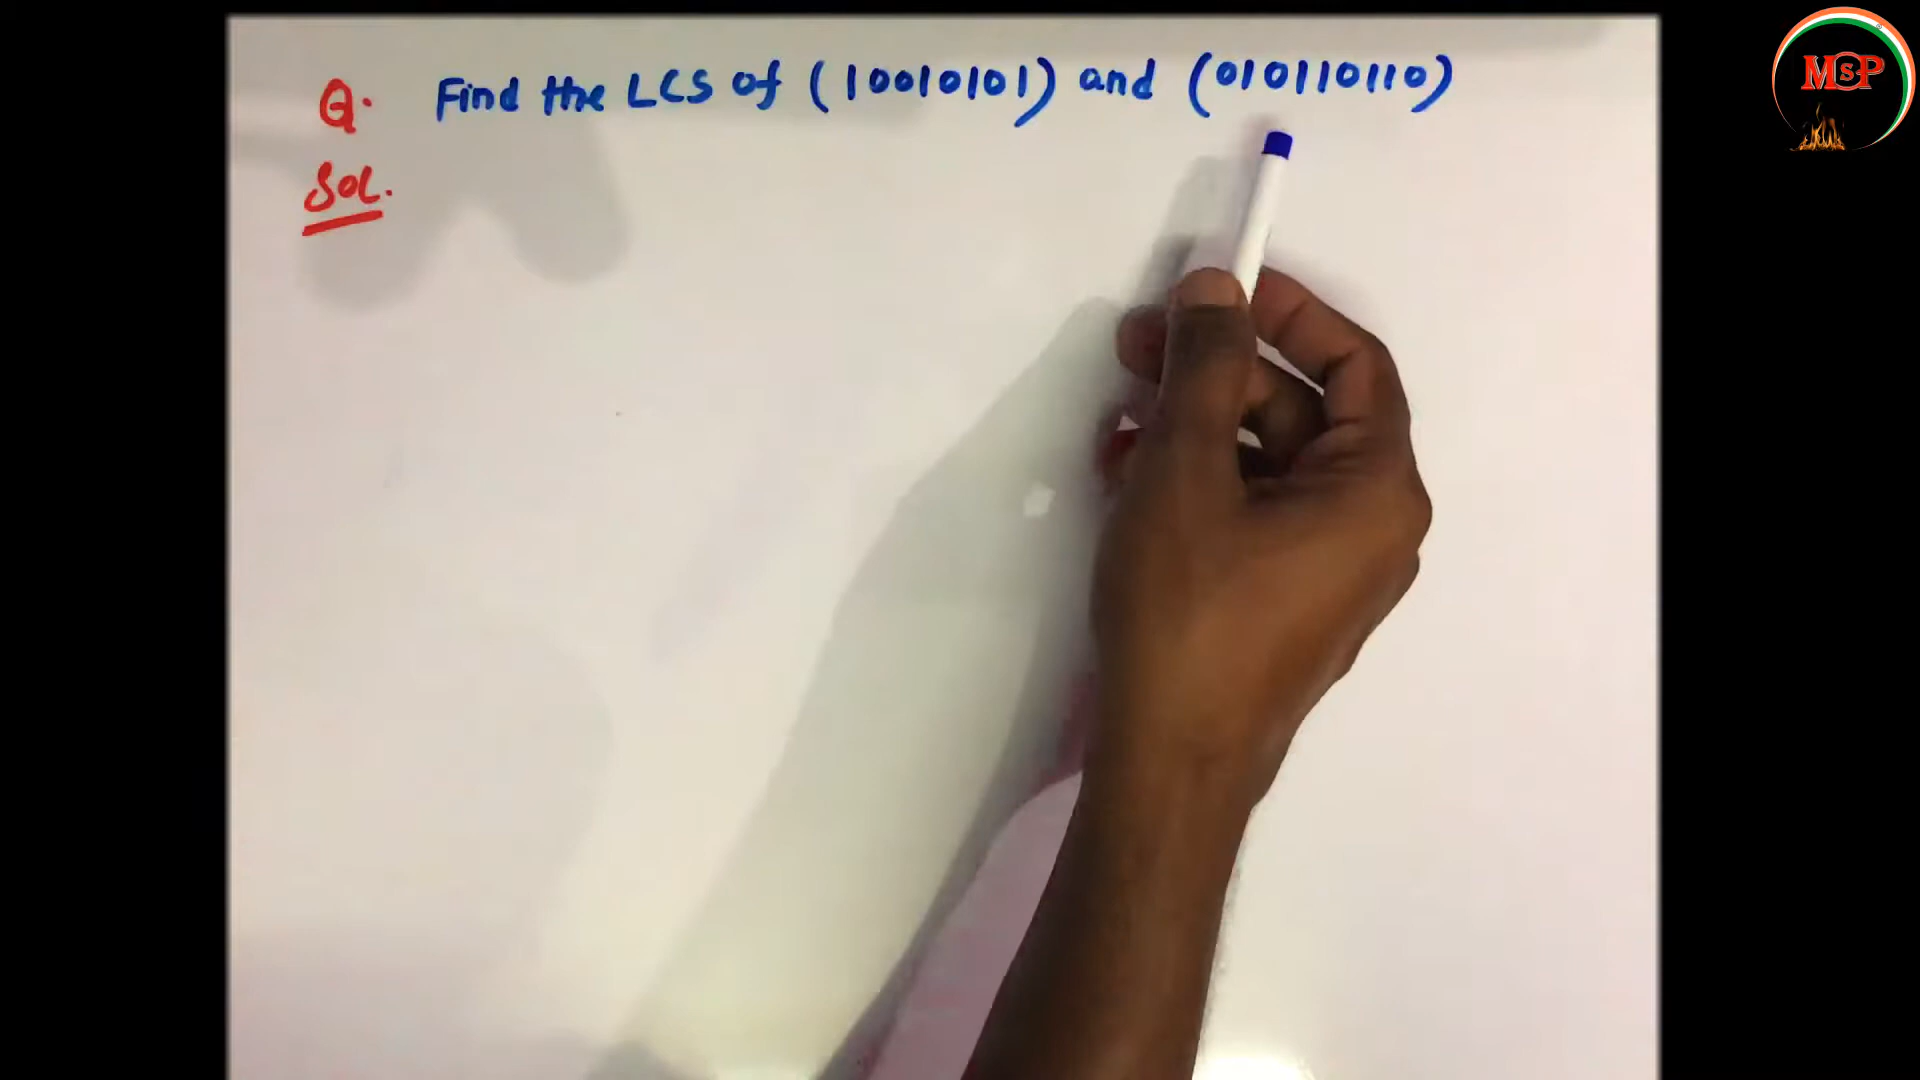 Q. Find the LCS of (10010101) and (010110110)
Sol.
MSP